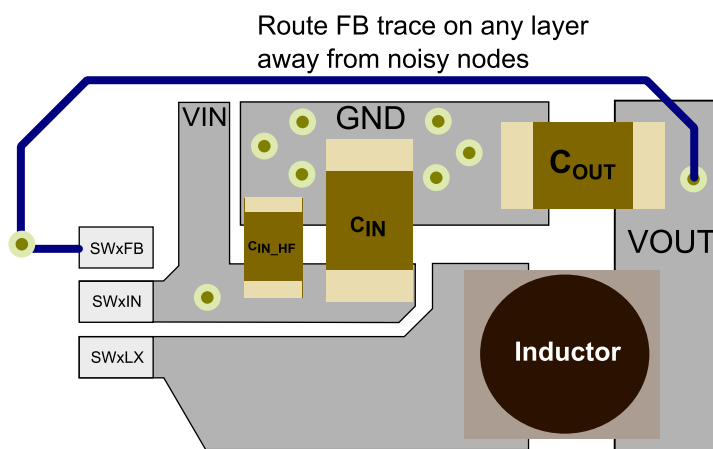 Route FB trace on any layer
away from noisy nodes
VIN
GND
COUT
CIN
CIN_HF
VOUT
SWxFB
SWxIN
SWxLX
Inductor